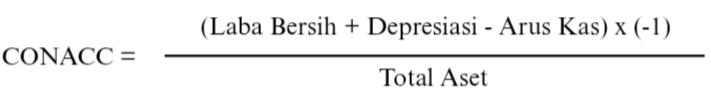 (Laba Bersih + Depresiasi - Arus Kas) x (-1)
CONACC =
Total Aset